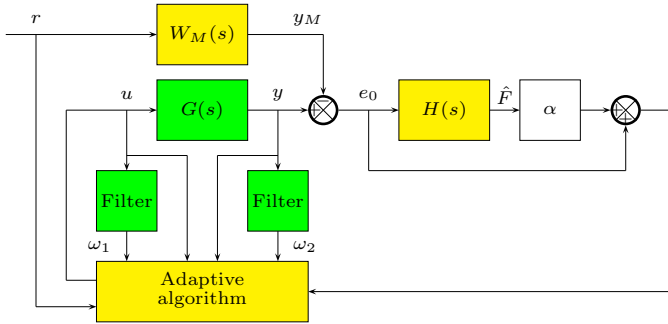 r
W_M(s)
y_M
u
G(s)
y
−
+
e_0
H(s)
F̂
α
+
+
Filter
Filter
ω_1
ω_2
Adaptive
algorithm